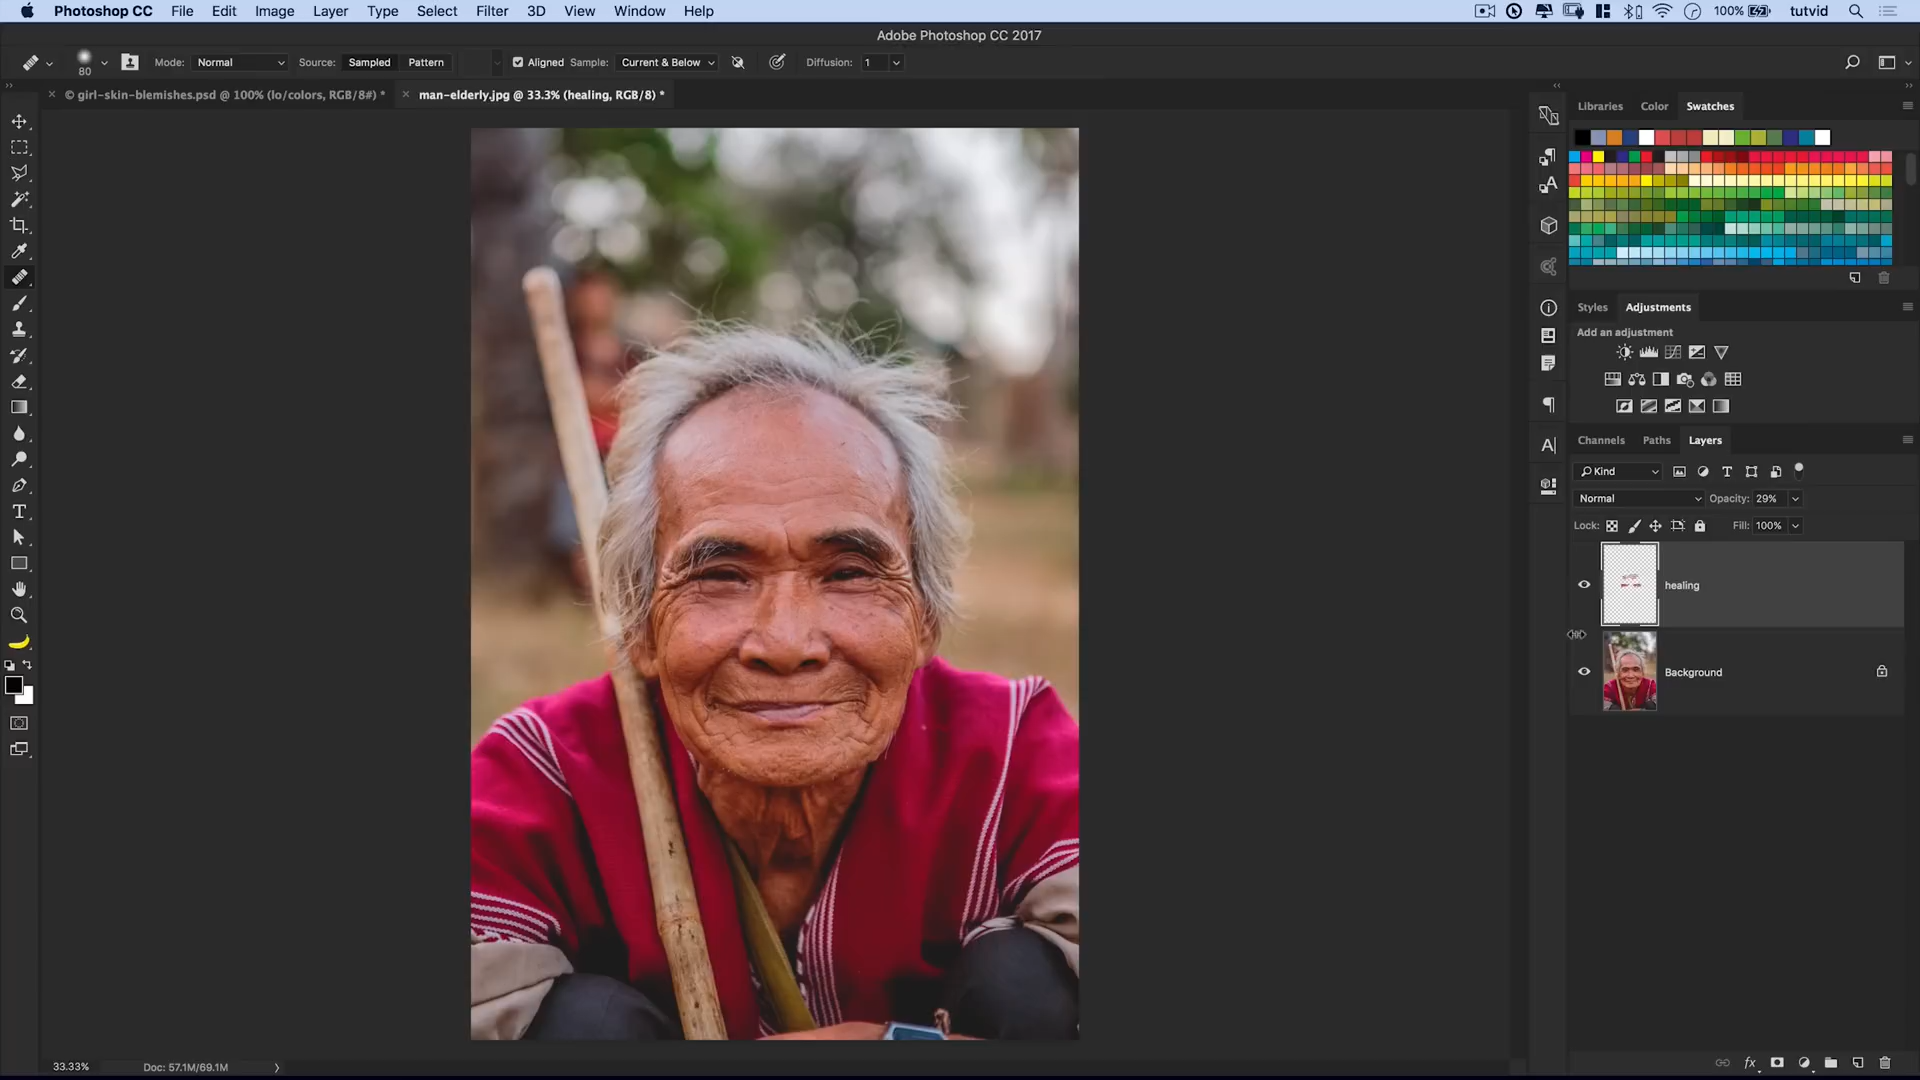 Photoshop CC File Edit Image Layer Type Select Filter 3D View Window Help 100% tutvid
Adobe Photoshop CC 2017
80 Mode: Normal Source: Sampled Pattern Aligned Sample: Current & Below Diffusion: 1
© girl-skin-blemishes.psd @ 100% (lo/colors, RGB/8#) * man-elderly.jpg @ 33.3% (healing, RGB/8) *
Libraries Color Swatches
Styles Adjustments
Add an adjustment
Channels Paths Layers
Kind
Normal Opacity: 29%
Lock: Fill: 100%
healing
Background
33.33% Doc: 57.1M/69.1M